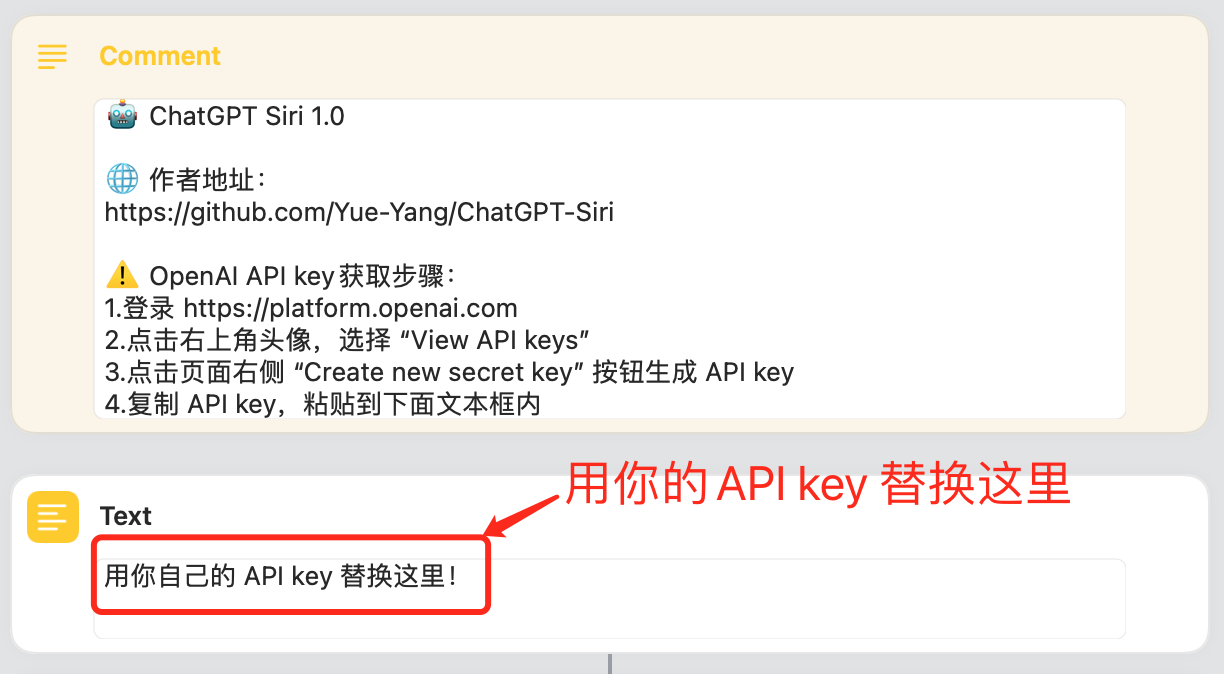 Comment
🤖 ChatGPT Siri 1.0
🌐 作者地址：
https://github.com/Yue-Yang/ChatGPT-Siri
⚠️ OpenAI API key获取步骤：
1.登录 https://platform.openai.com
2.点击右上角头像，选择 “View API keys”
3.点击页面右侧 “Create new secret key” 按钮生成 API key
4.复制 API key，粘贴到下面文本框内
用你的 API key 替换这里
Text
用你自己的 API key 替换这里！